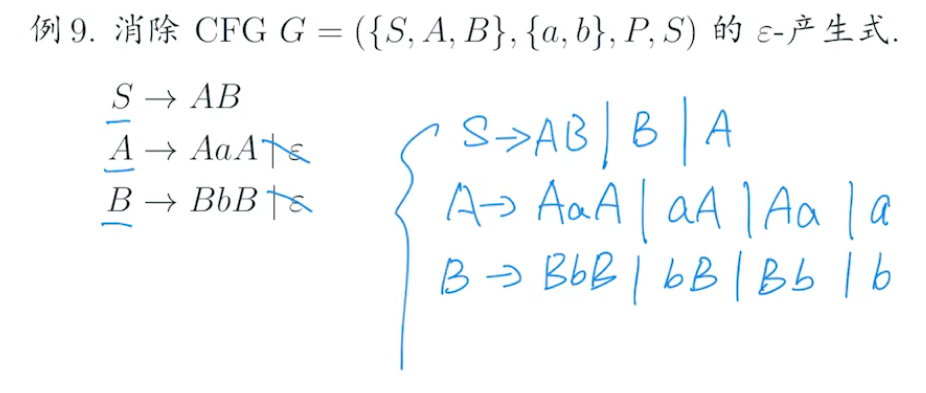 例 9. 消除 CFG G = ({S, A, B}, {a, b}, P, S) 的 ε-产生式.
S → AB
A → AaA | ε
B → BbB | ε
S → AB | B | A
A → AaA | aA | Aa | a
B → BbB | bB | Bb | b